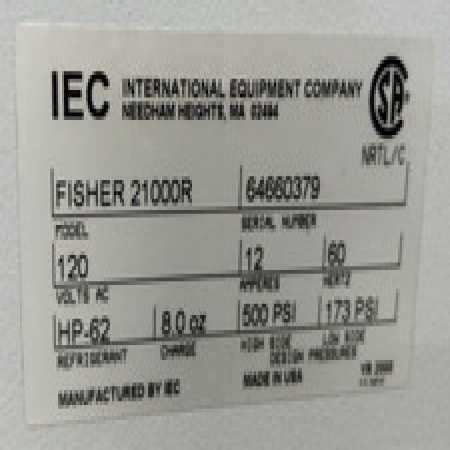 IEC INTERNATIONAL EQUIPMENT COMPANY
NEEDHAM HEIGHTS, MA 02494
NRTL/C
FISHER 21000R 64660379
MODEL SERIAL NUMBER
120 12 60
VOLTS AC AMPERES HERTZ
HP-62 8.0 oz 500 PSI 173 PSI
REFRIGERANT CHARGE HIGH SIDE LOW SIDE
DESIGN PRESSURES
MANUFACTURED BY IEC MADE IN USA